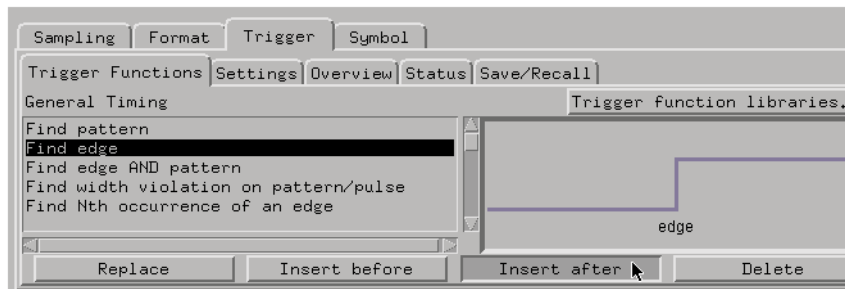 Sampling Format Trigger Symbol
Trigger Functions Settings Overview Status Save/Recall
General Timing Trigger function libraries.
Find pattern
Find edge
Find edge AND pattern
Find width violation on pattern/pulse
Find Nth occurrence of an edge
edge
Replace Insert before Insert after Delete